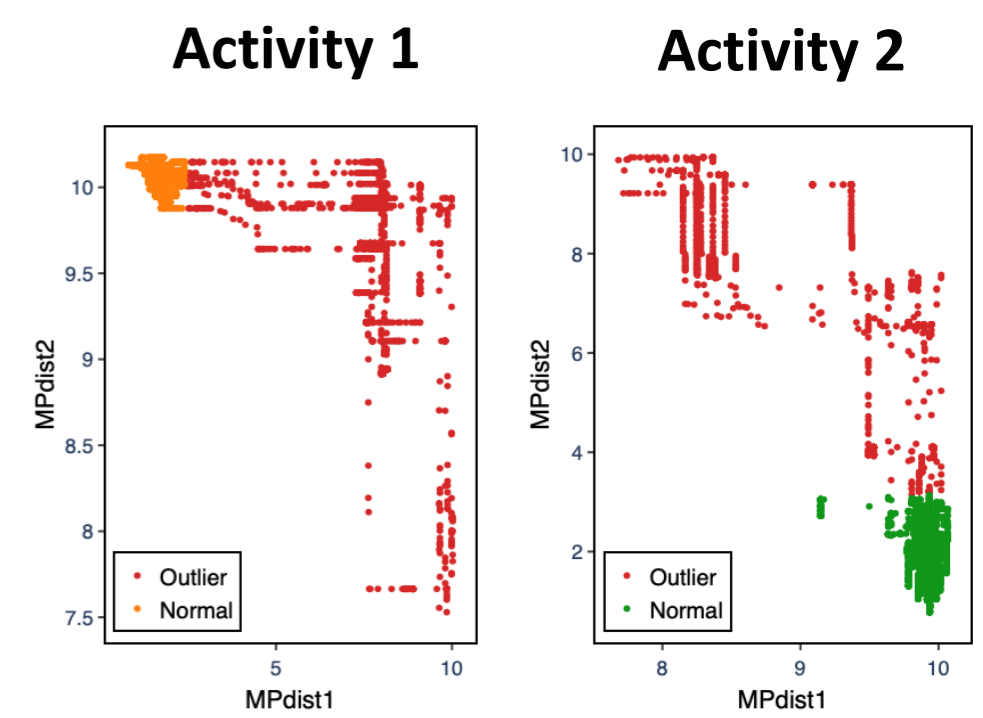 Activity 1
MPdist2
10
9.5
9
8.5
8
7.5
Outlier
Normal
5
10
MPdist1
Activity 2
MPdist2
10
8
6
4
2
Outlier
Normal
8
9
10
MPdist1